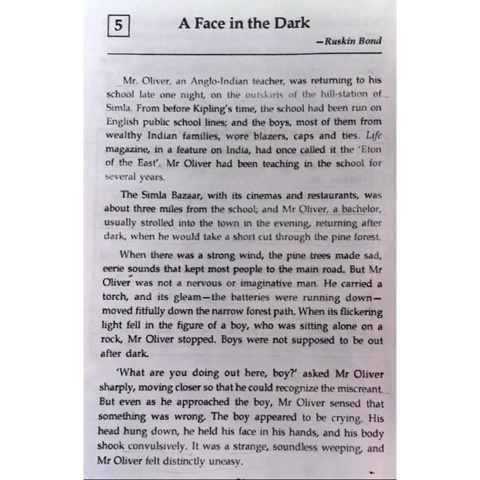 5
A Face in the Dark
—Ruskin Bond
Mr. Oliver, an Anglo-Indian teacher, was returning to his
school late one night, on the outskirts of the hill-station of
Simla. From before Kipling's time, the school had been run on
English public school lines; and the boys, most of them from
wealthy Indian families, wore blazers, caps and ties. Life
magazine, in a feature on India, had once called it the 'Eton
of the East'. Mr Oliver had been teaching in the school for
several years.
The Simla Bazaar, with its cinemas and restaurants, was
about three miles from the school; and Mr Oliver, a bachelor,
usually strolled into the town in the evening, returning after
dark, when he would take a short cut through the pine forest.
When there was a strong wind, the pine trees made sad,
eerie sounds that kept most people to the main road. But Mr
Oliver was not a nervous or imaginative man. He carried a
torch, and its gleam—the batteries were running down—
moved fitfully down the narrow forest path. When its flickering
light fell in the figure of a boy, who was sitting alone on a
rock, Mr Oliver stopped. Boys were not supposed to be out
after dark.
'What are you doing out here, boy?' asked Mr Oliver
sharply, moving closer so that he could recognize the miscreant.
But even as he approached the boy, Mr Oliver sensed that
something was wrong. The boy appeared to be crying. His
head hung down, he held his face in his hands, and his body
shook convulsively. It was a strange, soundless weeping, and
Mr Oliver felt distinctly uneasy.